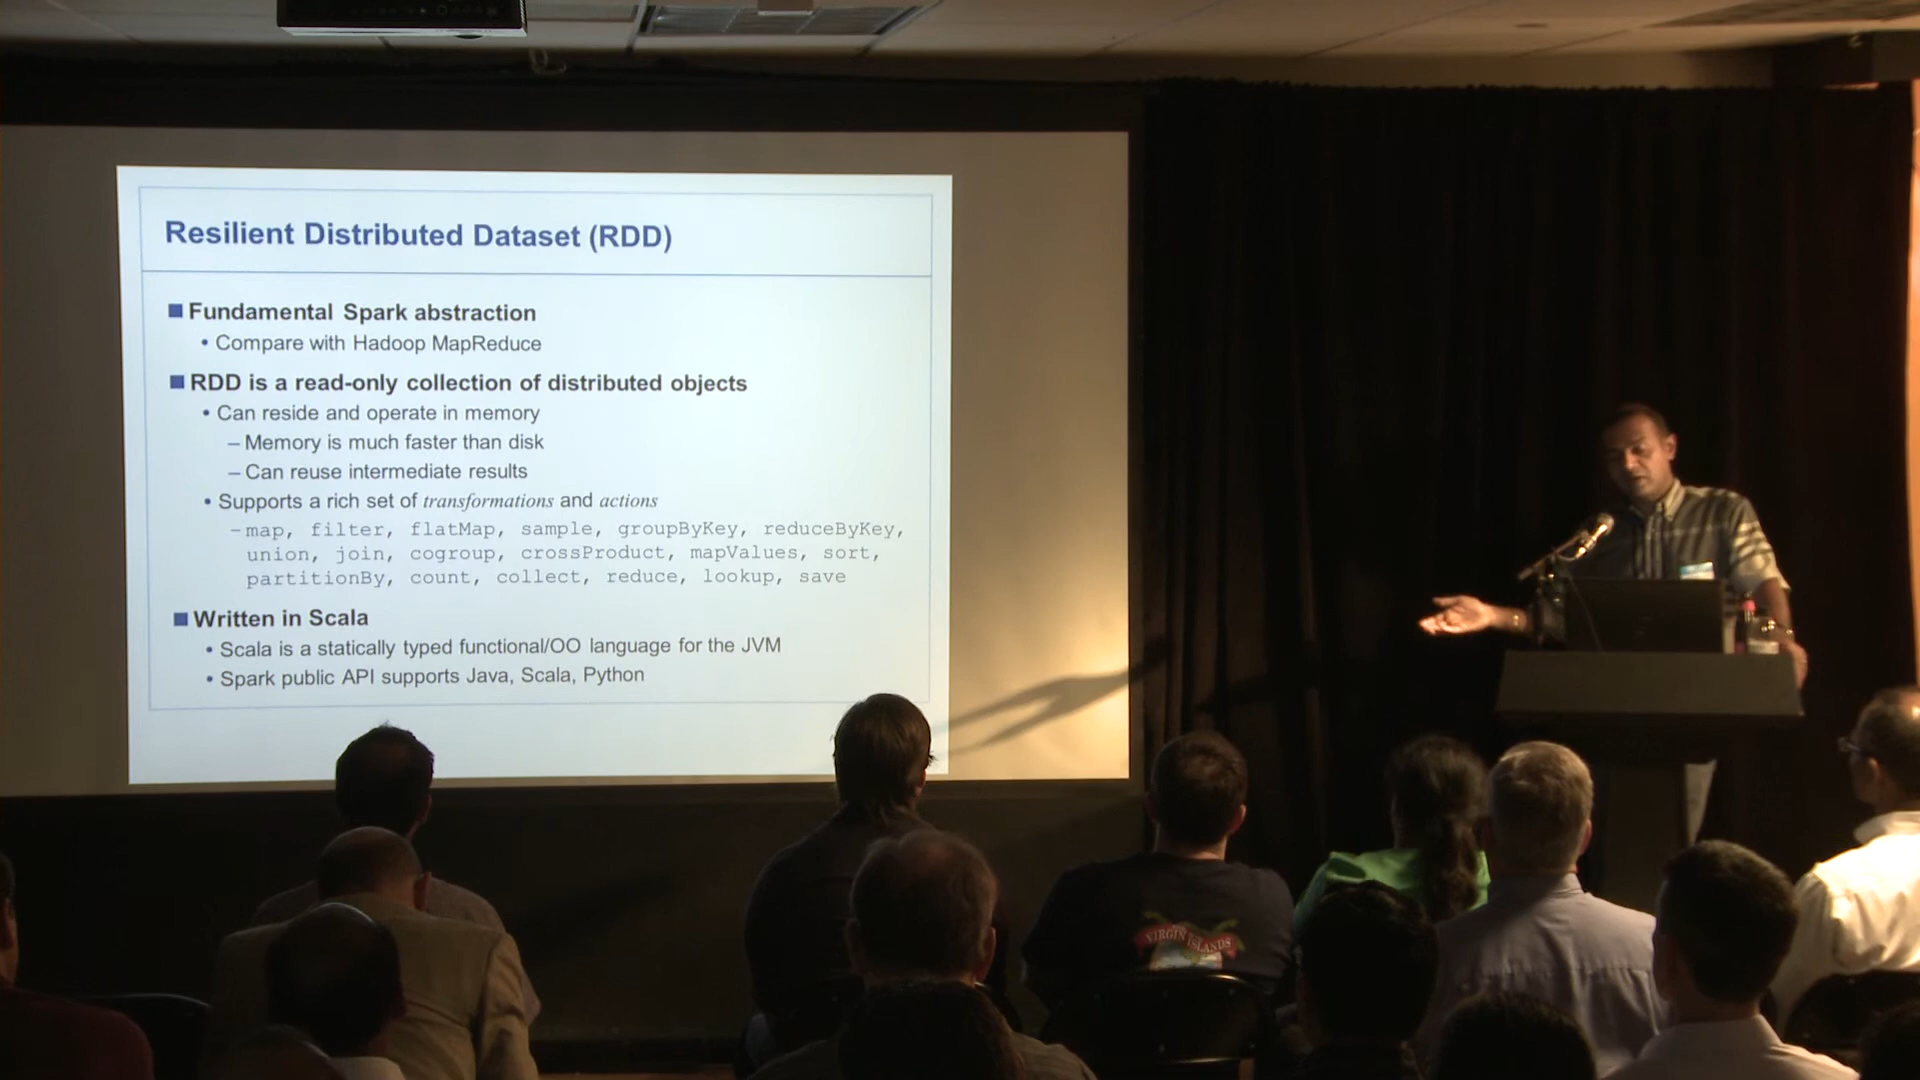 Resilient Distributed Dataset (RDD)
Fundamental Spark abstraction
• Compare with Hadoop MapReduce
RDD is a read-only collection of distributed objects
• Can reside and operate in memory
– Memory is much faster than disk
– Can reuse intermediate results
• Supports a rich set of transformations and actions
– map, filter, flatMap, sample, groupByKey, reduceByKey,
union, join, cogroup, crossProduct, mapValues, sort,
partitionBy, count, collect, reduce, lookup, save
Written in Scala
• Scala is a statically typed functional/OO language for the JVM
• Spark public API supports Java, Scala, Python
VIRGIN ISLANDS